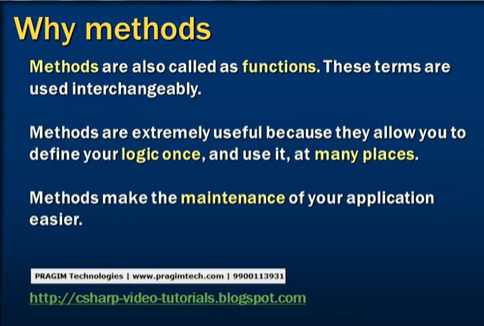 Why methods
Methods are also called as functions. These terms are
used interchangeably.
Methods are extremely useful because they allow you to
define your logic once, and use it, at many places.
Methods make the maintenance of your application
easier.
PRAGIM Technologies | www.pragimtech.com | 9900113931
http://csharp-video-tutorials.blogspot.com